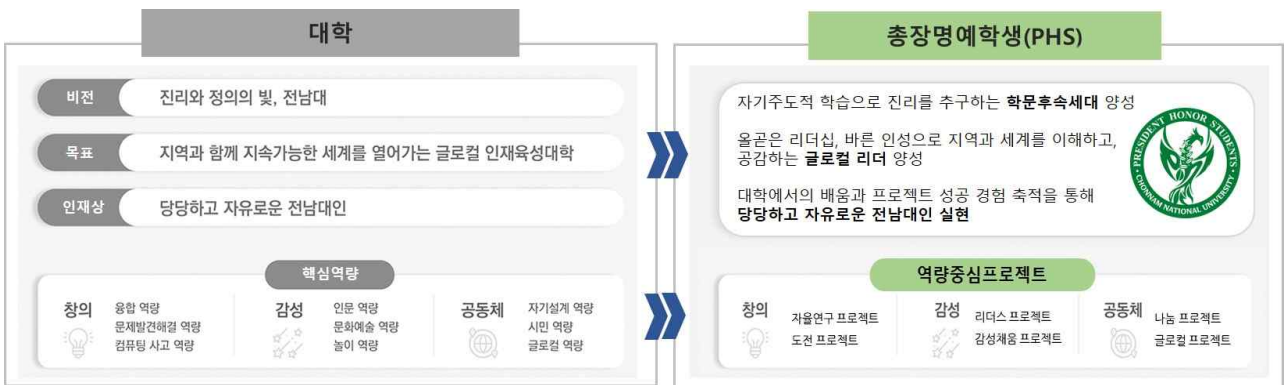 대학
비전
진리와 정의의 빛, 전남대
목표
지역과 함께 지속가능한 세계를 열어가는 글로컬 인재육성대학
인재상
당당하고 자유로운 전남대인
핵심역량
창의
융합 역량
문제발견해결 역량
컴퓨팅 사고 역량
감성
인문 역량
문화예술 역량
놀이 역량
공동체
자기설계 역량
시민 역량
글로컬 역량
총장명예학생(PHS)
자기주도적 학습으로 진리를 추구하는 학문후속세대 양성
올곧은 리더십, 바른 인성으로 지역과 세계를 이해하고,
공감하는 글로컬 리더 양성
대학에서의 배움과 프로젝트 성공 경험 축적을 통해
당당하고 자유로운 전남대인 실현
PRESIDENT HONOR STUDENTS
CHONNAM NATIONAL UNIVERSITY
역량중심프로젝트
창의
자율연구 프로젝트
도전 프로젝트
감성
리더스 프로젝트
감성채움 프로젝트
공동체
나눔 프로젝트
글로컬 프로젝트